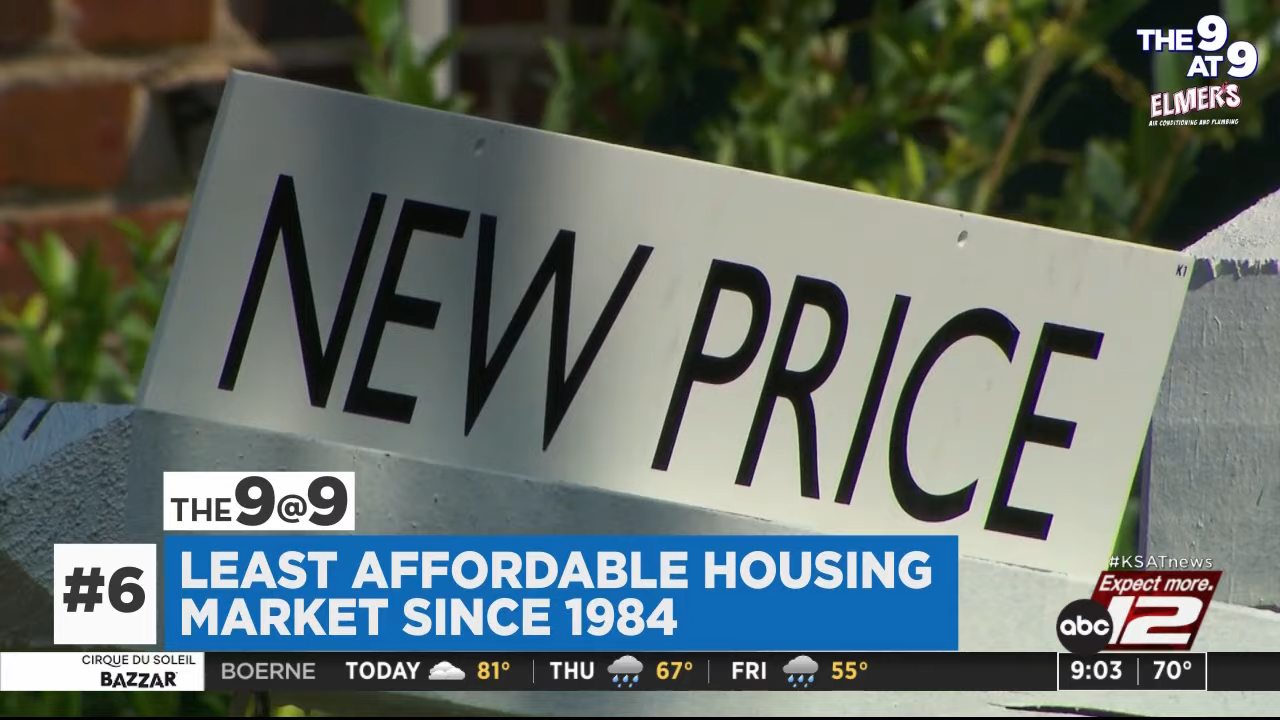 THE 9
AT 9
ELMER'S
AIR CONDITIONING AND PLUMBING
K1
NEW PRICE
THE 9@9
#6
LEAST AFFORDABLE HOUSING
MARKET SINCE 1984
#KSATnews
Expect more.
abc 12
CIRQUE DU SOLEIL
BAZZAR
BOERNE TODAY 81° THU 67° FRI 55°
9:03 70°